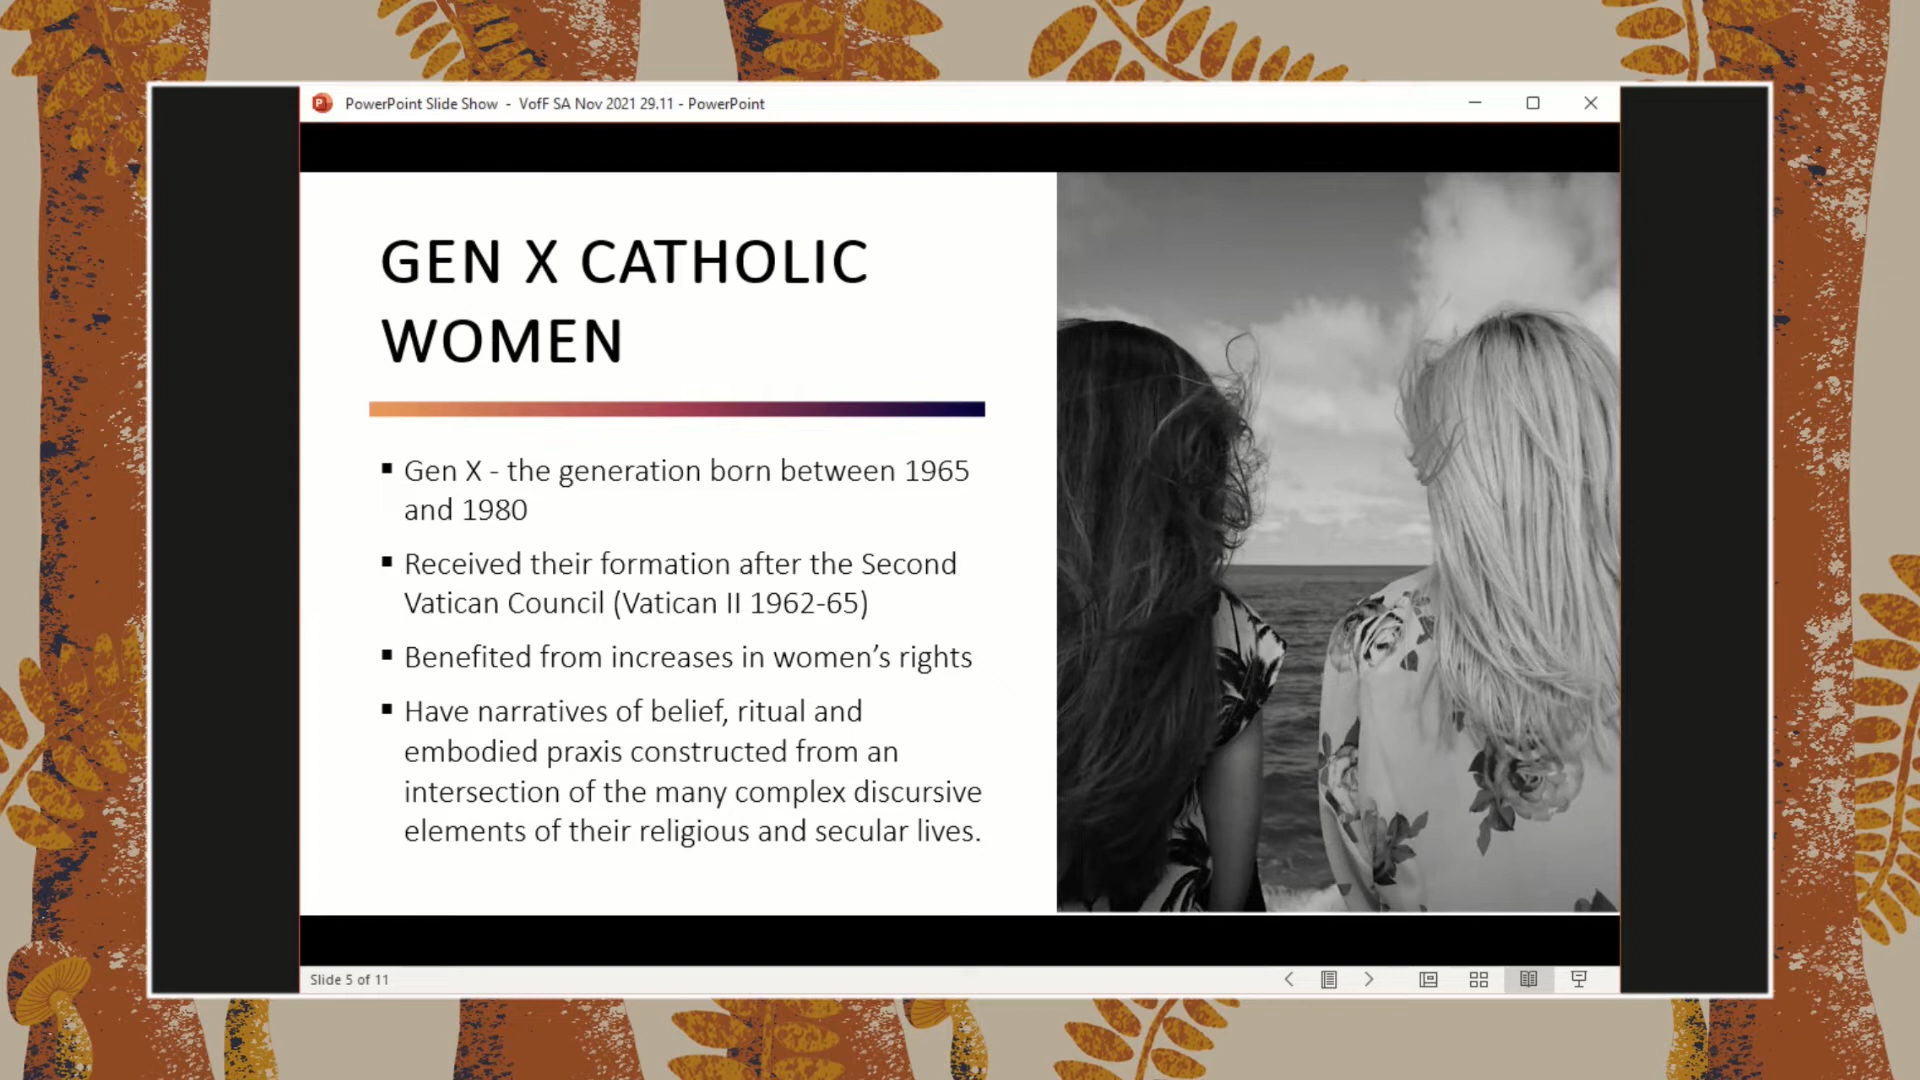 PowerPoint Slide Show - VofF SA Nov 2021 29.11 - PowerPoint
GEN X CATHOLIC
WOMEN
▪ Gen X - the generation born between 1965
and 1980
▪ Received their formation after the Second
Vatican Council (Vatican II 1962-65)
▪ Benefited from increases in women’s rights
▪ Have narratives of belief, ritual and
embodied praxis constructed from an
intersection of the many complex discursive
elements of their religious and secular lives.
Slide 5 of 11